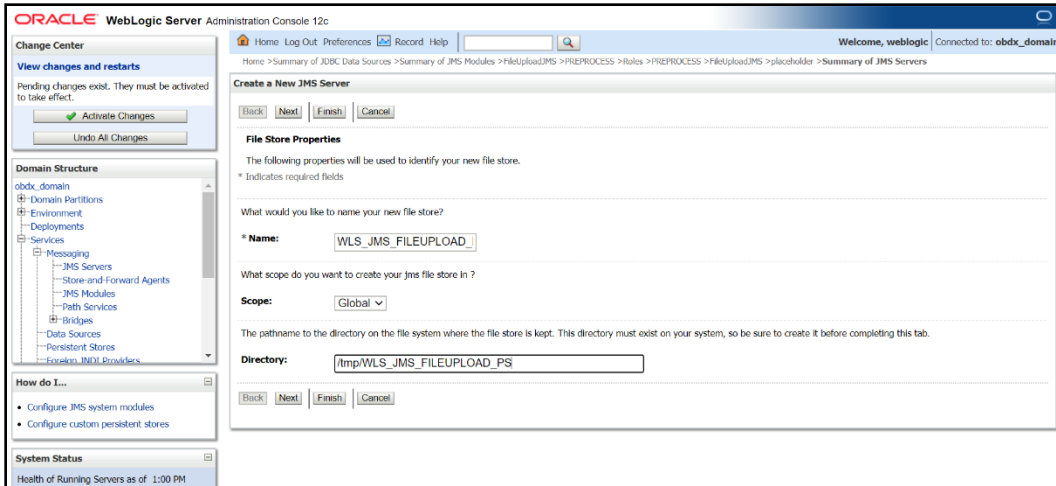 ORACLE WebLogic Server Administration Console 12c
Change Center
View changes and restarts
Pending changes exist. They must be activated
to take effect.
Activate Changes
Undo All Changes
Domain Structure
obdx_domain
Domain Partitions
Environment
Deployments
Services
Messaging
JMS Servers
Store-and-Forward Agents
JMS Modules
Path Services
Bridges
Data Sources
Persistent Stores
Foreign JNDI Providers
How do I...
Configure JMS system modules
Configure custom persistent stores
System Status
Health of Running Servers as of 1:00 PM
Home Log Out Preferences Record Help
Welcome, weblogic Connected to: obdx_domain
Home >Summary of JDBC Data Sources >Summary of JMS Modules >FileUploadJMS >PREPROCESS >Roles >PREPROCESS >FileUploadJMS >placeholder >Summary of JMS Servers
Create a New JMS Server
Back Next Finish Cancel
File Store Properties
The following properties will be used to identify your new file store.
* Indicates required fields
What would you like to name your new file store?
* Name: WLS_JMS_FILEUPLOAD_
What scope do you want to create your jms file store in ?
Scope: Global
The pathname to the directory on the file system where the file store is kept. This directory must exist on your system, so be sure to create it before completing this tab.
Directory: /tmp/WLS_JMS_FILEUPLOAD_PS
Back Next Finish Cancel